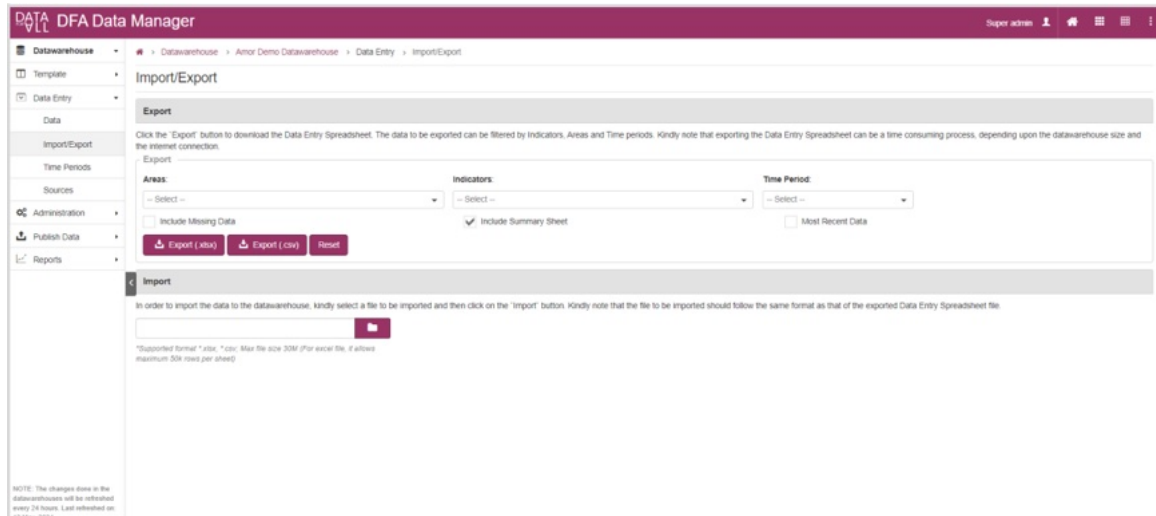 DATA FOR ALL DFA Data Manager
Super admin
Datawarehouse
Template
Data Entry
Data
Import/Export
Time Periods
Sources
Administration
Publish Data
Reports
NOTE: The changes done in the
datawarehouses will be refreshed
every 24 hours. Last refreshed on
Datawarehouse > Amor Demo Datawarehouse > Data Entry > Import/Export
Import/Export
Export
Click the `Export` button to download the Data Entry Spreadsheet. The data to be exported can be filtered by Indicators, Areas and Time periods. Kindly note that exporting the Data Entry Spreadsheet can be a time consuming process, depending upon the datawarehouse size and
the internet connection.
Export
Areas: Indicators: Time Period:
-- Select -- -- Select -- -- Select --
Include Missing Data Include Summary Sheet Most Recent Data
Export (.xlsx) Export (.csv) Reset
Import
In order to import the data to the datawarehouse, kindly select a file to be imported and then click on the `Import` button. Kindly note that the file to be imported should follow the same format as that of the exported Data Entry Spreadsheet file.
*Supported format *.xlsx, *.csv; Max file size 30M (For excel file, it allows
maximum 50k rows per sheet)